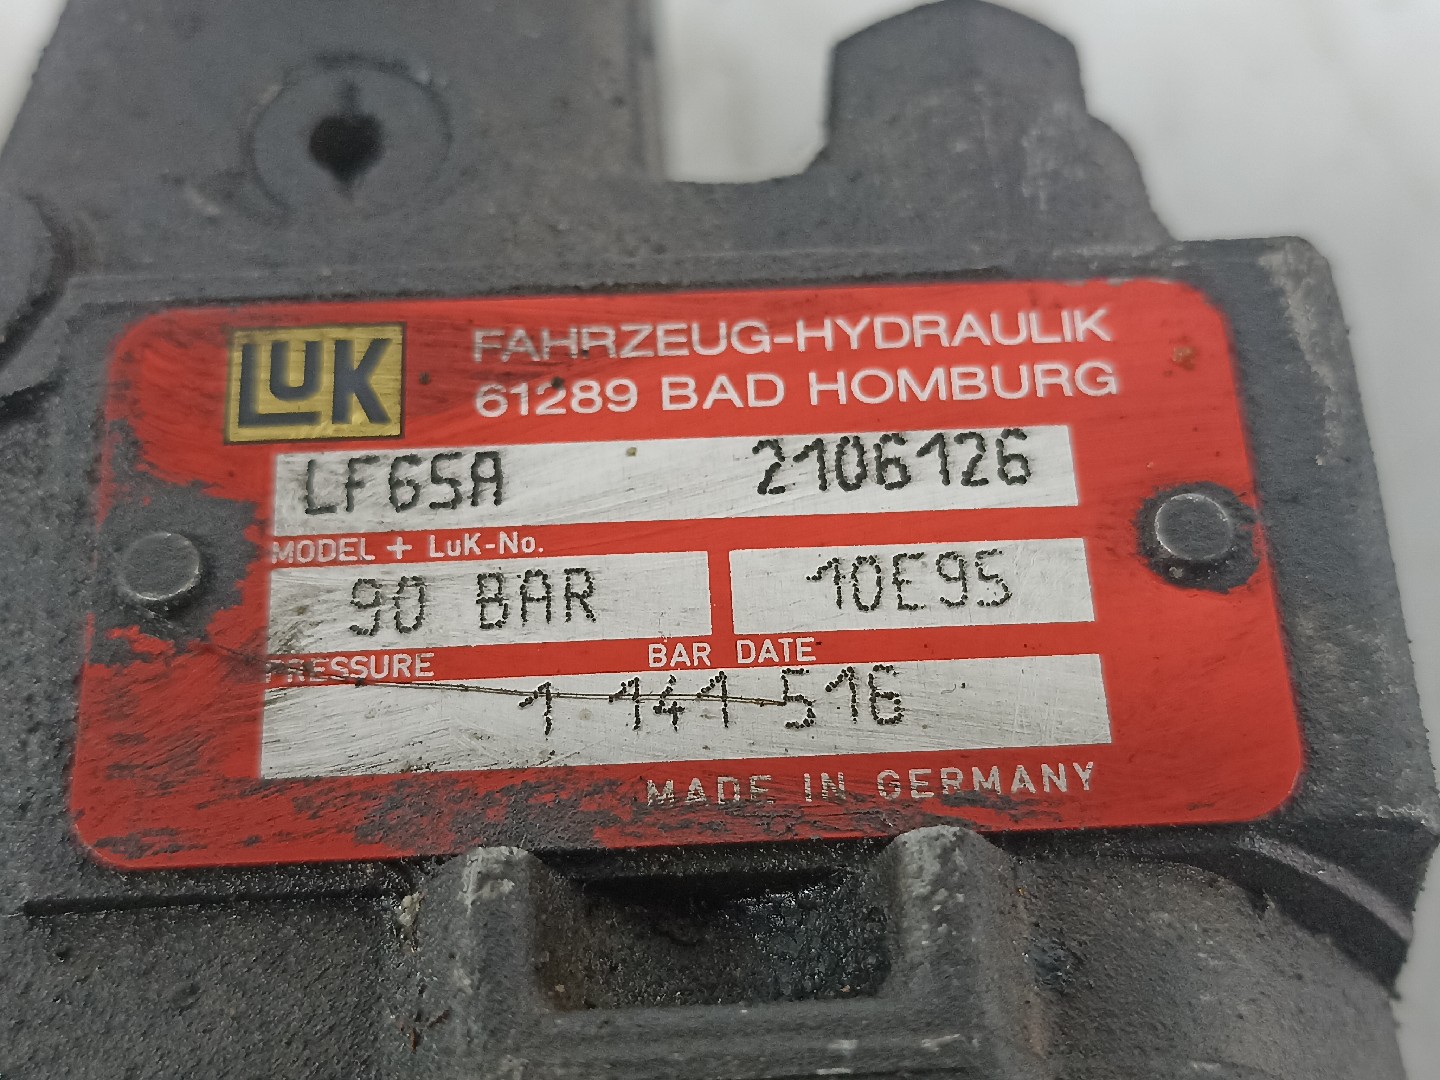 LuK
FAHRZEUG-HYDRAULIK
61289 BAD HOMBURG
LF65A 2106126
MODEL + LuK-No.
90 BAR 10E95
PRESSURE BAR DATE
1 141 516
MADE IN GERMANY